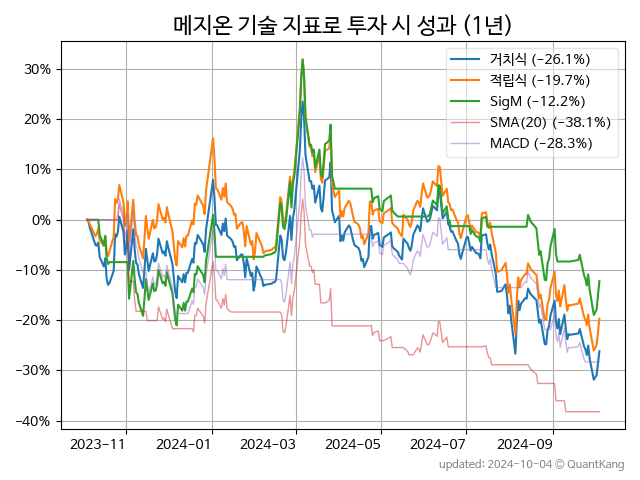 메지온 기술 지표로 투자 시 성과 (1년)
거치식 (−26.1%)
적립식 (−19.7%)
SigM (−12.2%)
SMA(20) (−38.1%)
MACD (−28.3%)
30%
20%
10%
0%
−10%
−20%
−30%
−40%
2023-11 2024-01 2024-03 2024-05 2024-07 2024-09
updated: 2024-10-04 © QuantKang